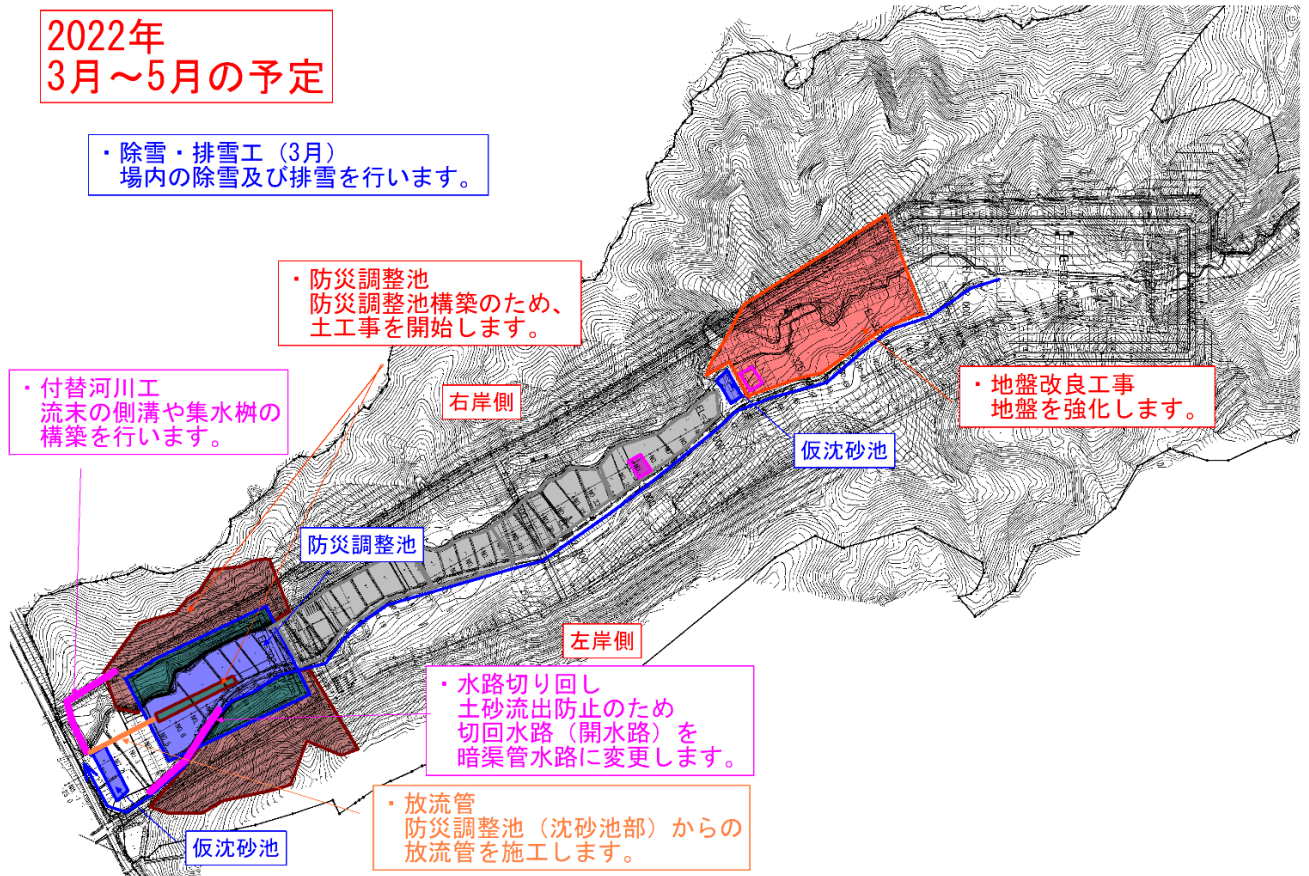 2022年
3月～5月の予定
・除雪・排雪工（3月）
場内の除雪及び排雪を行います。
・防災調整池
防災調整池構築のため、
土工事を開始します。
・付替河川工
流末の側溝や集水桝の
構築を行います。
右岸側
・地盤改良工事
地盤を強化します。
仮沈砂池
防災調整池
左岸側
・水路切り回し
土砂流出防止のため
切回水路（開水路）を
暗渠管水路に変更します。
・放流管
防災調整池（沈砂池部）からの
放流管を施工します。
仮沈砂池